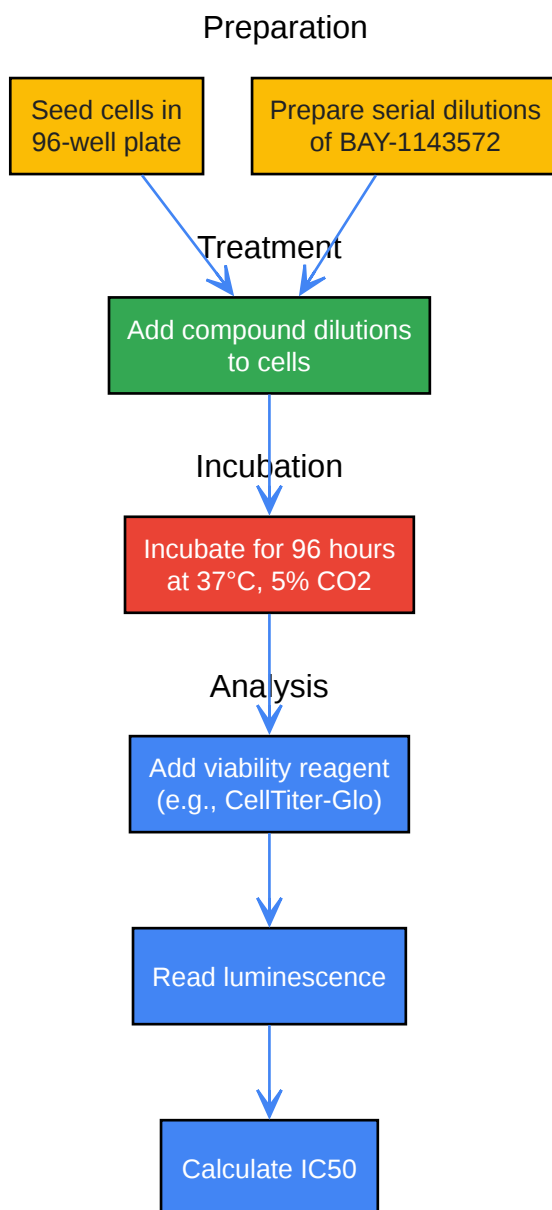 Preparation
Seed cells in
96-well plate
Prepare serial dilutions
of BAY-1143572
Treatment
Add compound dilutions
to cells
Incubation
Incubate for 96 hours
at 37°C, 5% CO2
Analysis
Add viability reagent
(e.g., CellTiter-Glo)
Read luminescence
Calculate IC50